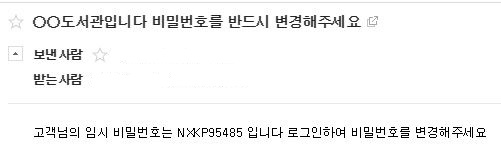 ○○도서관입니다 비밀번호를 반드시 변경해주세요
보낸 사람
받는 사람
고객님의 임시 비밀번호는 NXKP95485 입니다 로그인하여 비밀번호를 변경해주세요